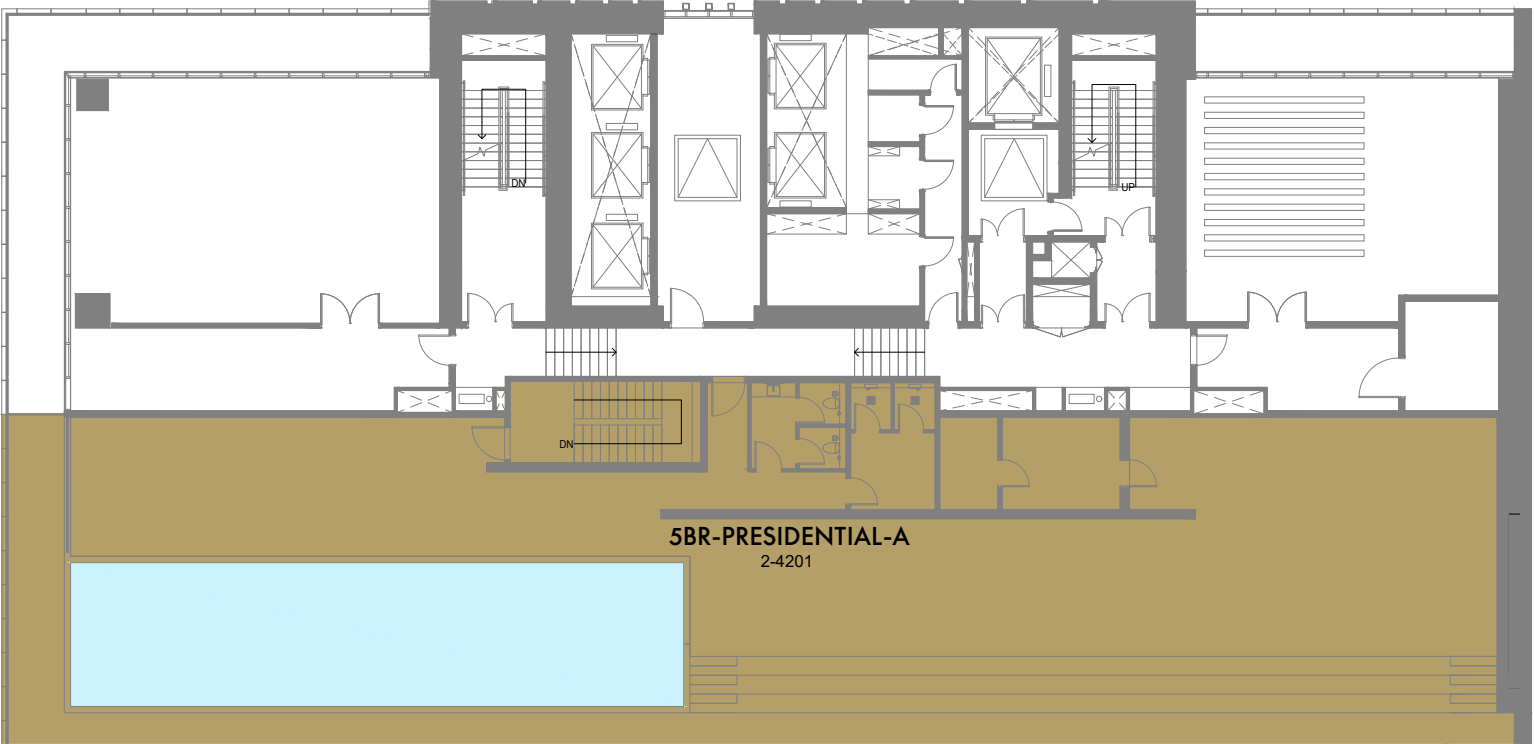 DN
UP
DN
5BR-PRESIDENTIAL-A
2-4201